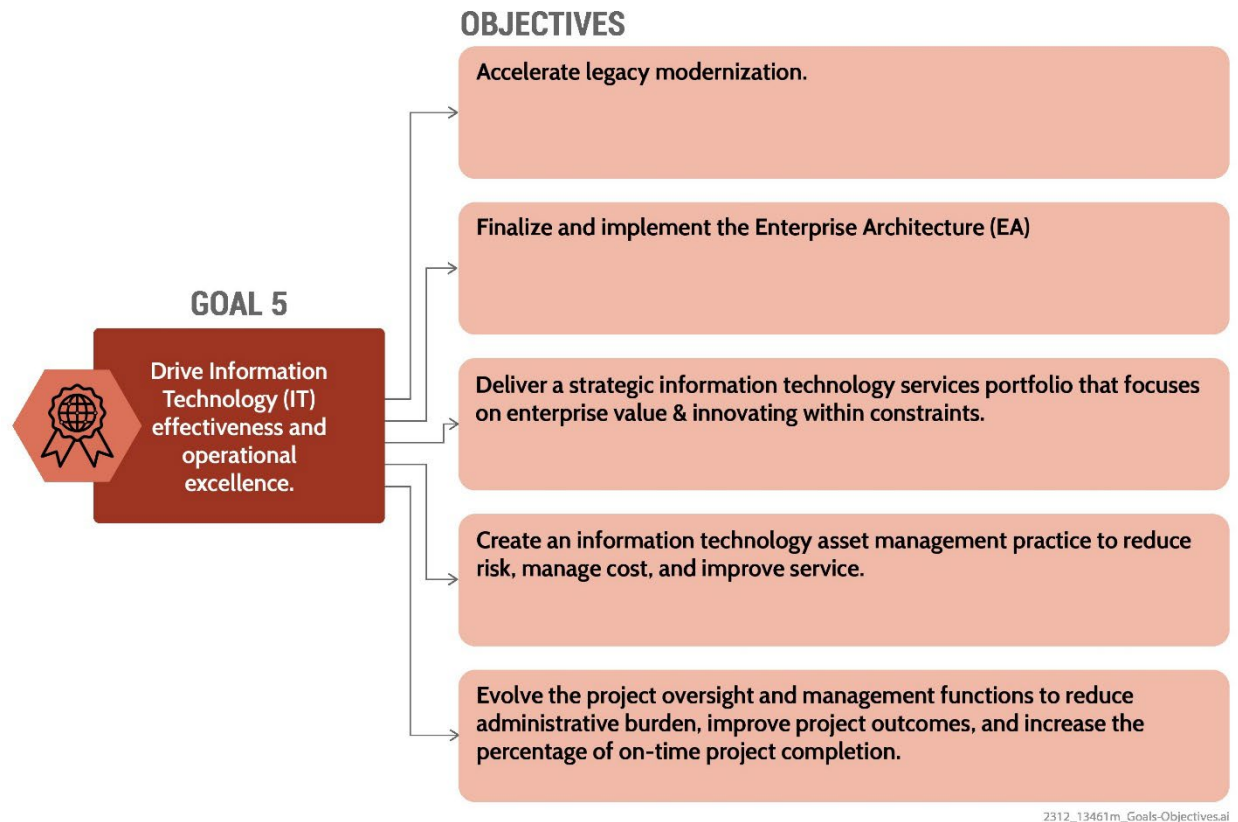 OBJECTIVES
Accelerate legacy modernization.
Finalize and implement the Enterprise Architecture (EA)
GOAL 5
Drive Information
Technology (IT)
effectiveness and
operational
excellence.
Deliver a strategic information technology services portfolio that focuses
on enterprise value & innovating within constraints.
Create an information technology asset management practice to reduce
risk, manage cost, and improve service.
Evolve the project oversight and management functions to reduce
administrative burden, improve project outcomes, and increase the
percentage of on-time project completion.
2312_13461m_Goals-Objectives.ai